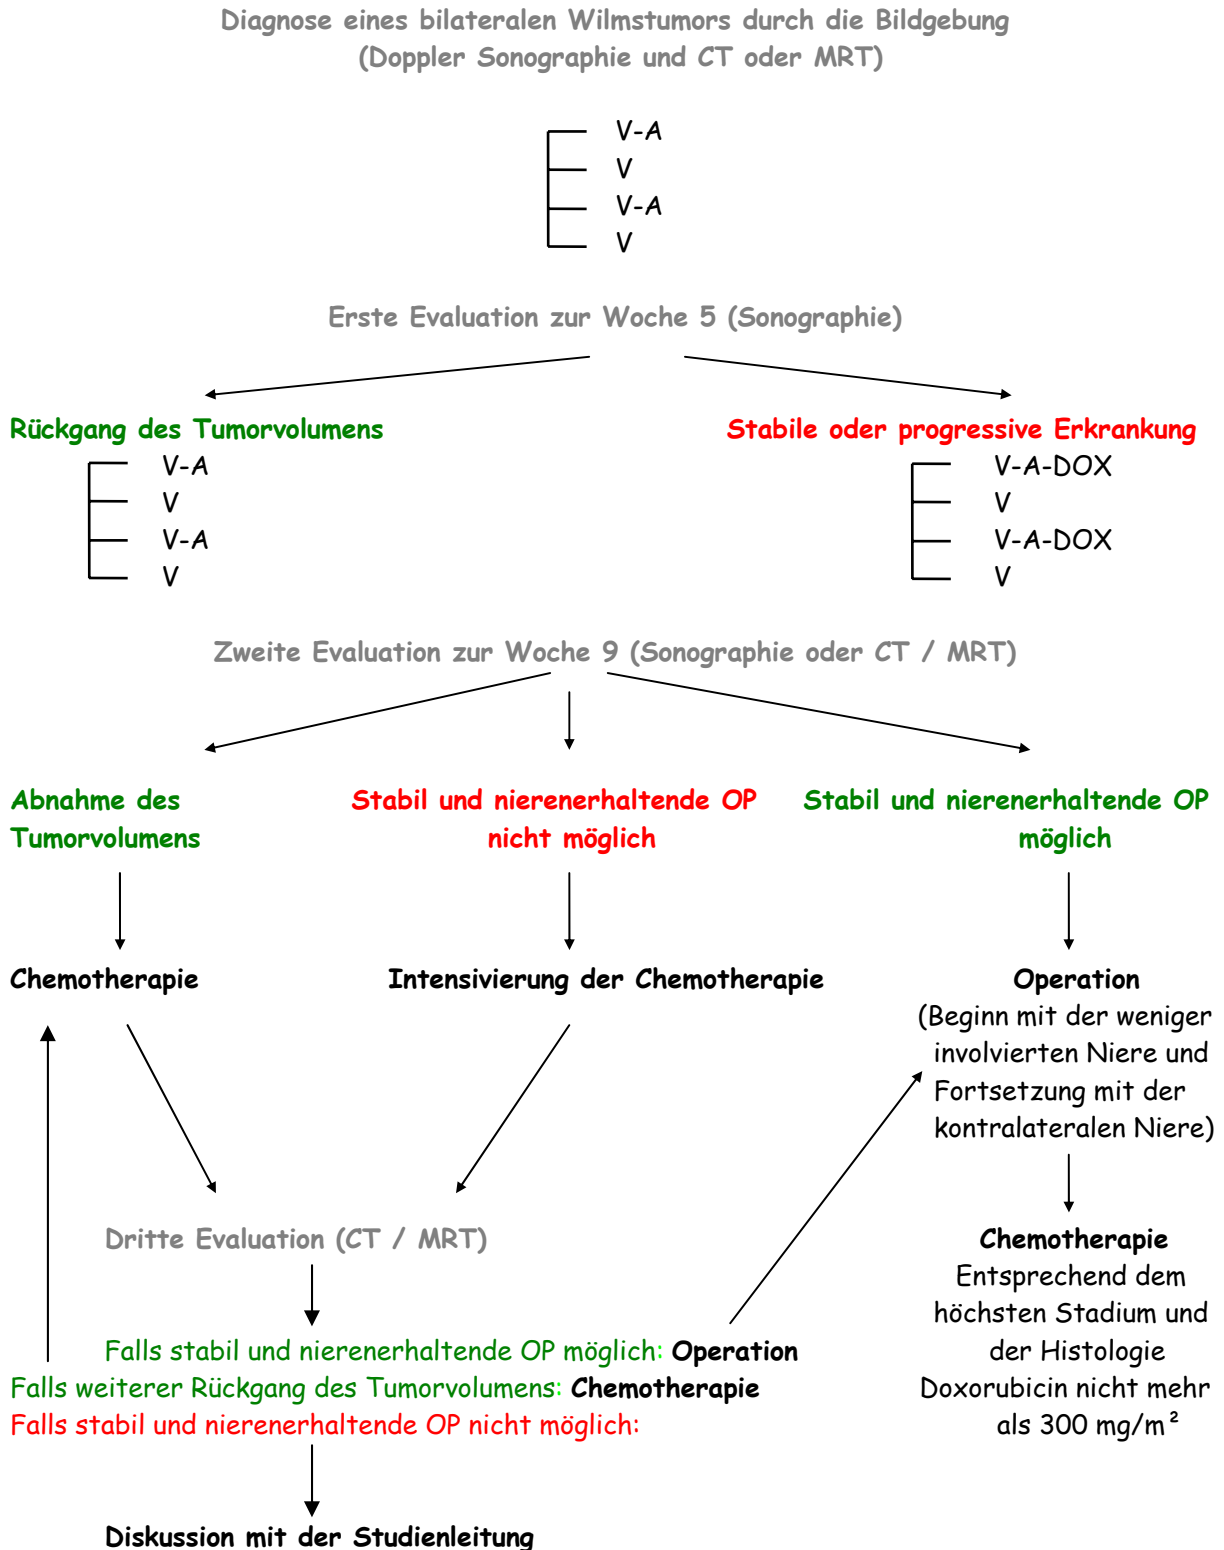 Diagnose eines bilateralen Wilmstumors durch die Bildgebung
(Doppler Sonographie und CT oder MRT)
V-A
V
V-A
V
Erste Evaluation zur Woche 5 (Sonographie)
Rückgang des Tumorvolumens
V-A
V
V-A
V
Stabile oder progressive Erkrankung
V-A-DOX
V
V-A-DOX
V
Zweite Evaluation zur Woche 9 (Sonographie oder CT / MRT)
Abnahme des
Tumorvolumens
Stabil und nierenerhaltende OP
nicht möglich
Stabil und nierenerhaltende OP
möglich
Chemotherapie
Intensivierung der Chemotherapie
Operation
(Beginn mit der weniger
involvierten Niere und
Fortsetzung mit der
kontralateralen Niere)
Dritte Evaluation (CT / MRT)
Falls stabil und nierenerhaltende OP möglich: Operation
Falls weiterer Rückgang des Tumorvolumens: Chemotherapie
Falls stabil und nierenerhaltende OP nicht möglich:
Chemotherapie
Entsprechend dem
höchsten Stadium und
der Histologie
Doxorubicin nicht mehr
als 300 mg/m²
Diskussion mit der Studienleitung